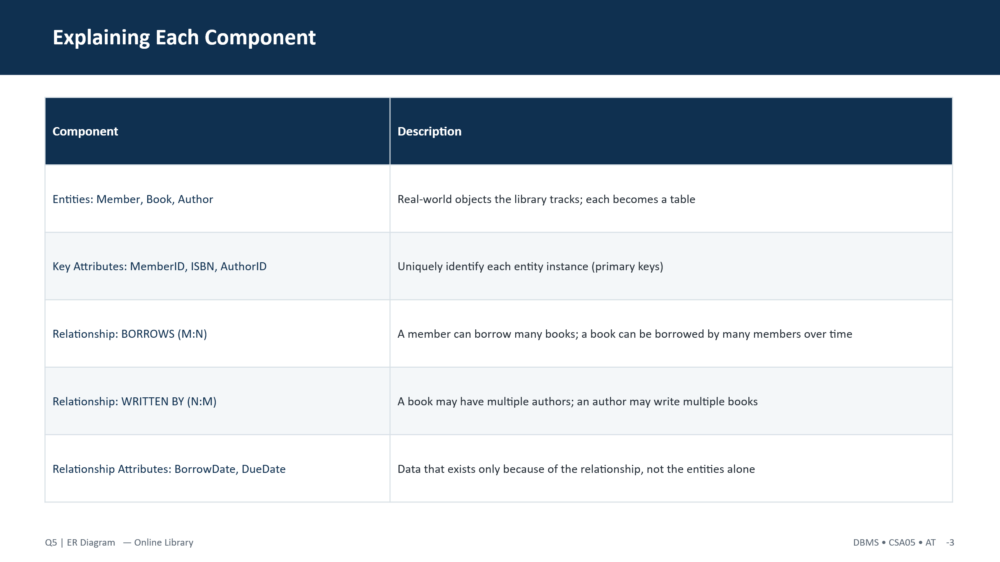 Explaining Each Component
Component
Description
Entities: Member, Book, Author
Real-world objects the library tracks; each becomes a table
Key Attributes: MemberID, ISBN, AuthorID
Uniquely identify each entity instance (primary keys)
Relationship: BORROWS (M:N)
A member can borrow many books; a book can be borrowed by many members over time
Relationship: WRITTEN BY (N:M)
A book may have multiple authors; an author may write multiple books
Relationship Attributes: BorrowDate, DueDate
Data that exists only because of the relationship, not the entities alone
Q5 | ER Diagram — Online Library
DBMS • CSA05 • AT -3